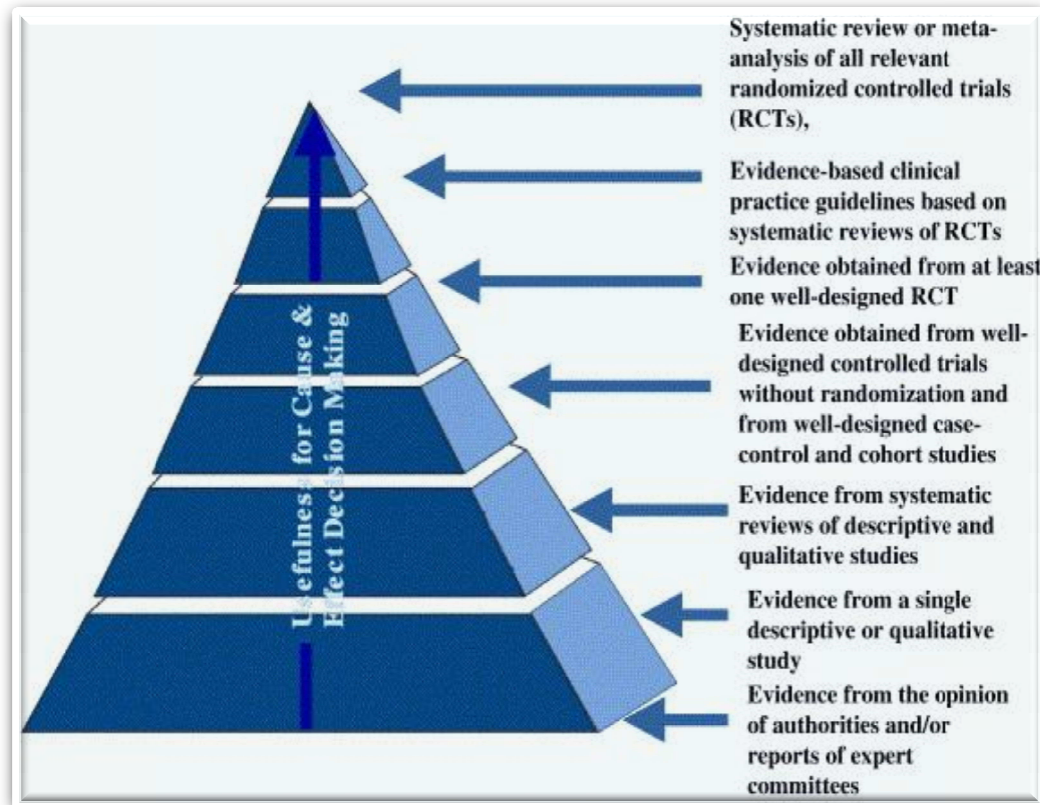 Systematic review or meta-
analysis of all relevant
randomized controlled trials
(RCTs),
Evidence-based clinical
practice guidelines based on
systematic reviews of RCTs
Evidence obtained from at least
one well-designed RCT
Evidence obtained from well-
designed controlled trials
without randomization and
from well-designed case-
control and cohort studies
Evidence from systematic
reviews of descriptive and
qualitative studies
Evidence from a single
descriptive or qualitative
study
Evidence from the opinion
of authorities and/or
reports of expert
committees
Usefulness for Cause &
Effect Decision Making